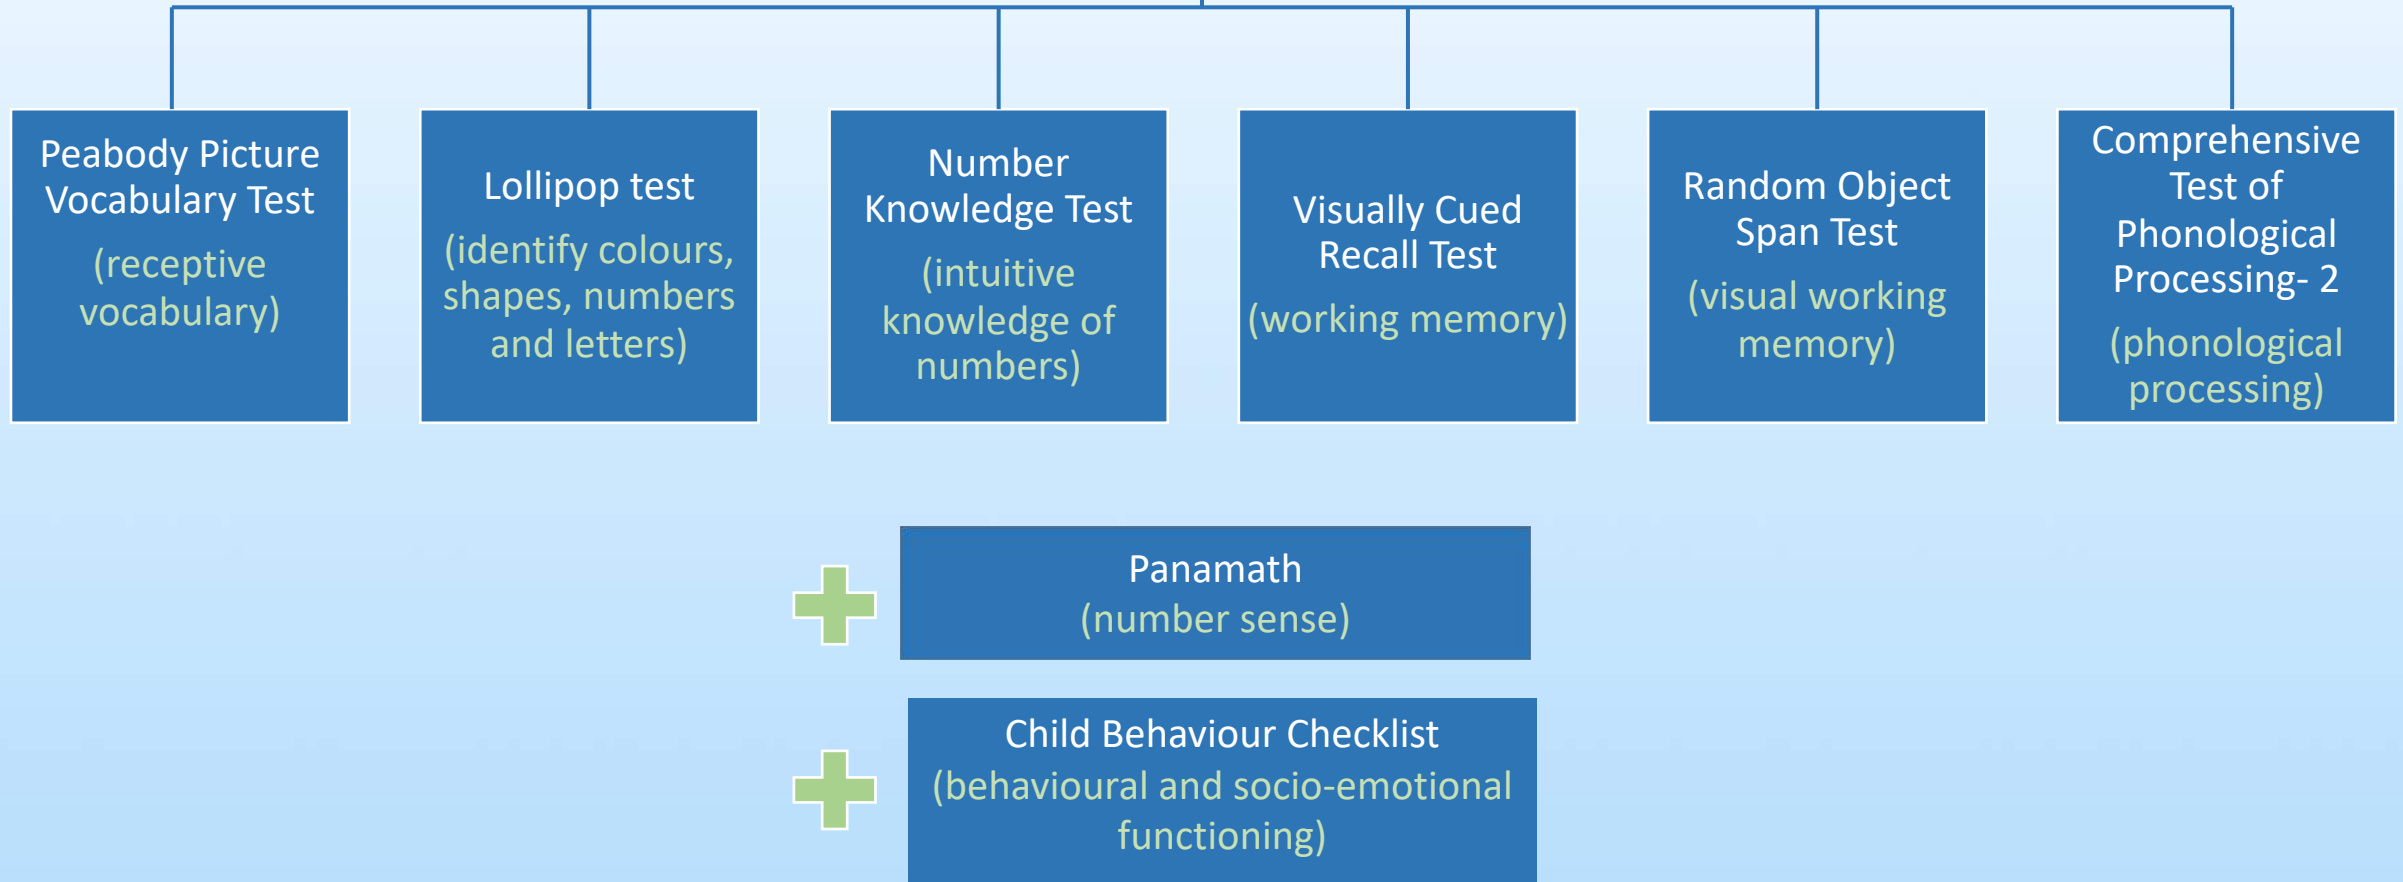 Peabody Picture
Vocabulary Test
(receptive
vocabulary)
Lollipop test
(identify colours,
shapes, numbers
and letters)
Number
Knowledge Test
(intuitive
knowledge of
numbers)
Visually Cued
Recall Test
(working memory)
Random Object
Span Test
(visual working
memory)
Comprehensive
Test of
Phonological
Processing- 2
(phonological
processing)
Panamath
(number sense)
Child Behaviour Checklist
(behavioural and socio-emotional
functioning)